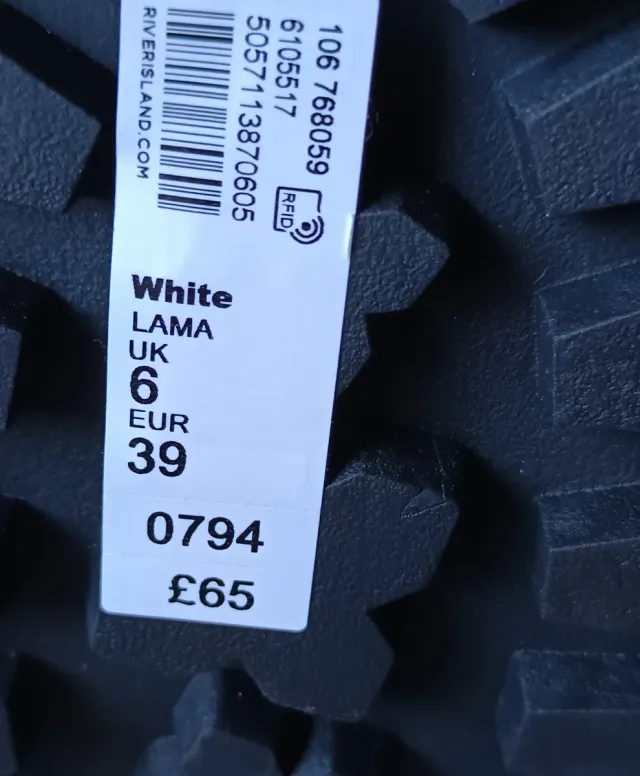 106 768059
6105517
5057113870605
RIVERISLAND.COM
RFID
White
LAMA
UK
6
EUR
39
0794
£65